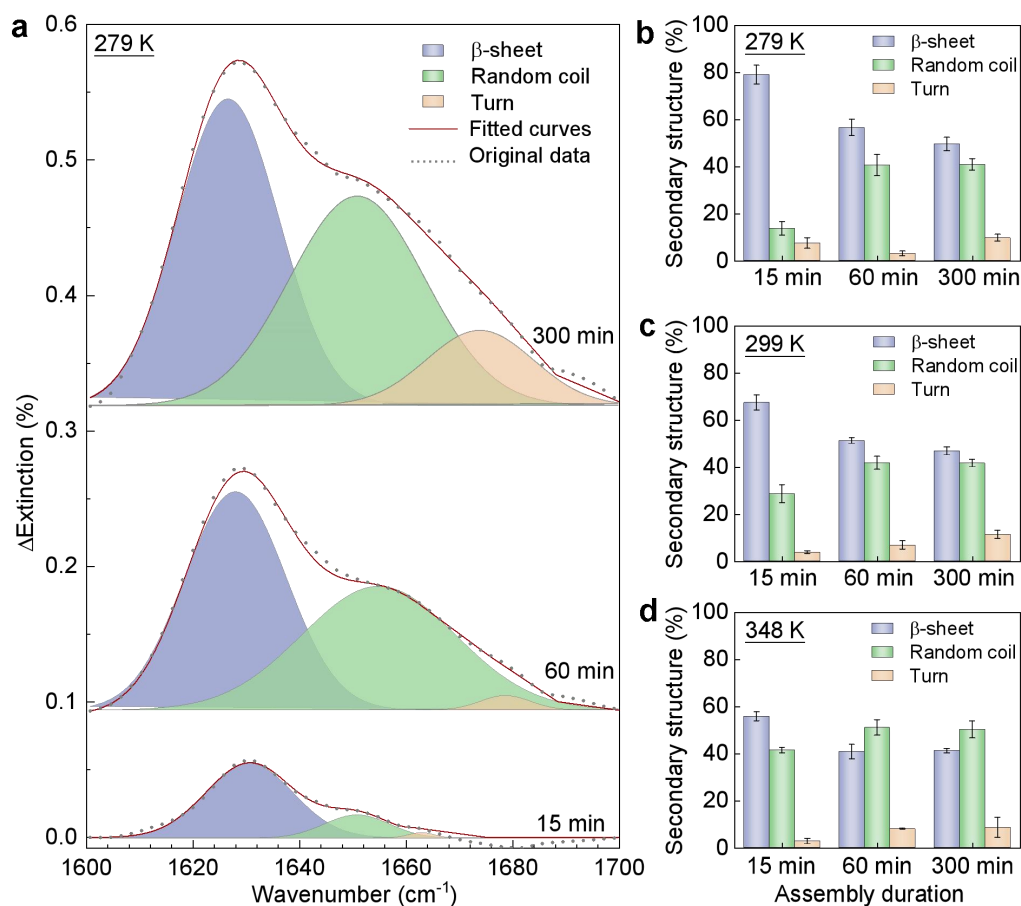 a
279 K
β-sheet
Random coil
Turn
Fitted curves
Original data
300 min
60 min
15 min
0.6
0.5
0.4
0.3
0.2
0.1
0.0
ΔExtinction (%)
1600 1620 1640 1660 1680 1700
Wavenumber (cm-1)
b
279 K
β-sheet
Random coil
Turn
100
80
60
40
20
0
Secondary structure (%)
15 min 60 min 300 min
c
299 K
β-sheet
Random coil
Turn
100
80
60
40
20
0
Secondary structure (%)
15 min 60 min 300 min
d
348 K
β-sheet
Random coil
Turn
100
80
60
40
20
0
Secondary structure (%)
15 min 60 min 300 min
Assembly duration